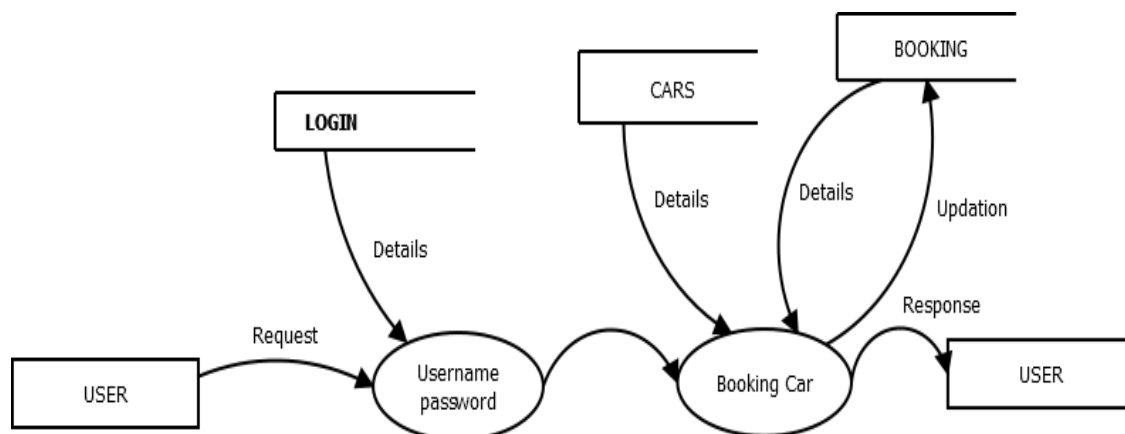 BOOKING
CARS
LOGIN
Details
Details
Updation
Details
Response
Request
USER
Username
password
Booking Car
USER